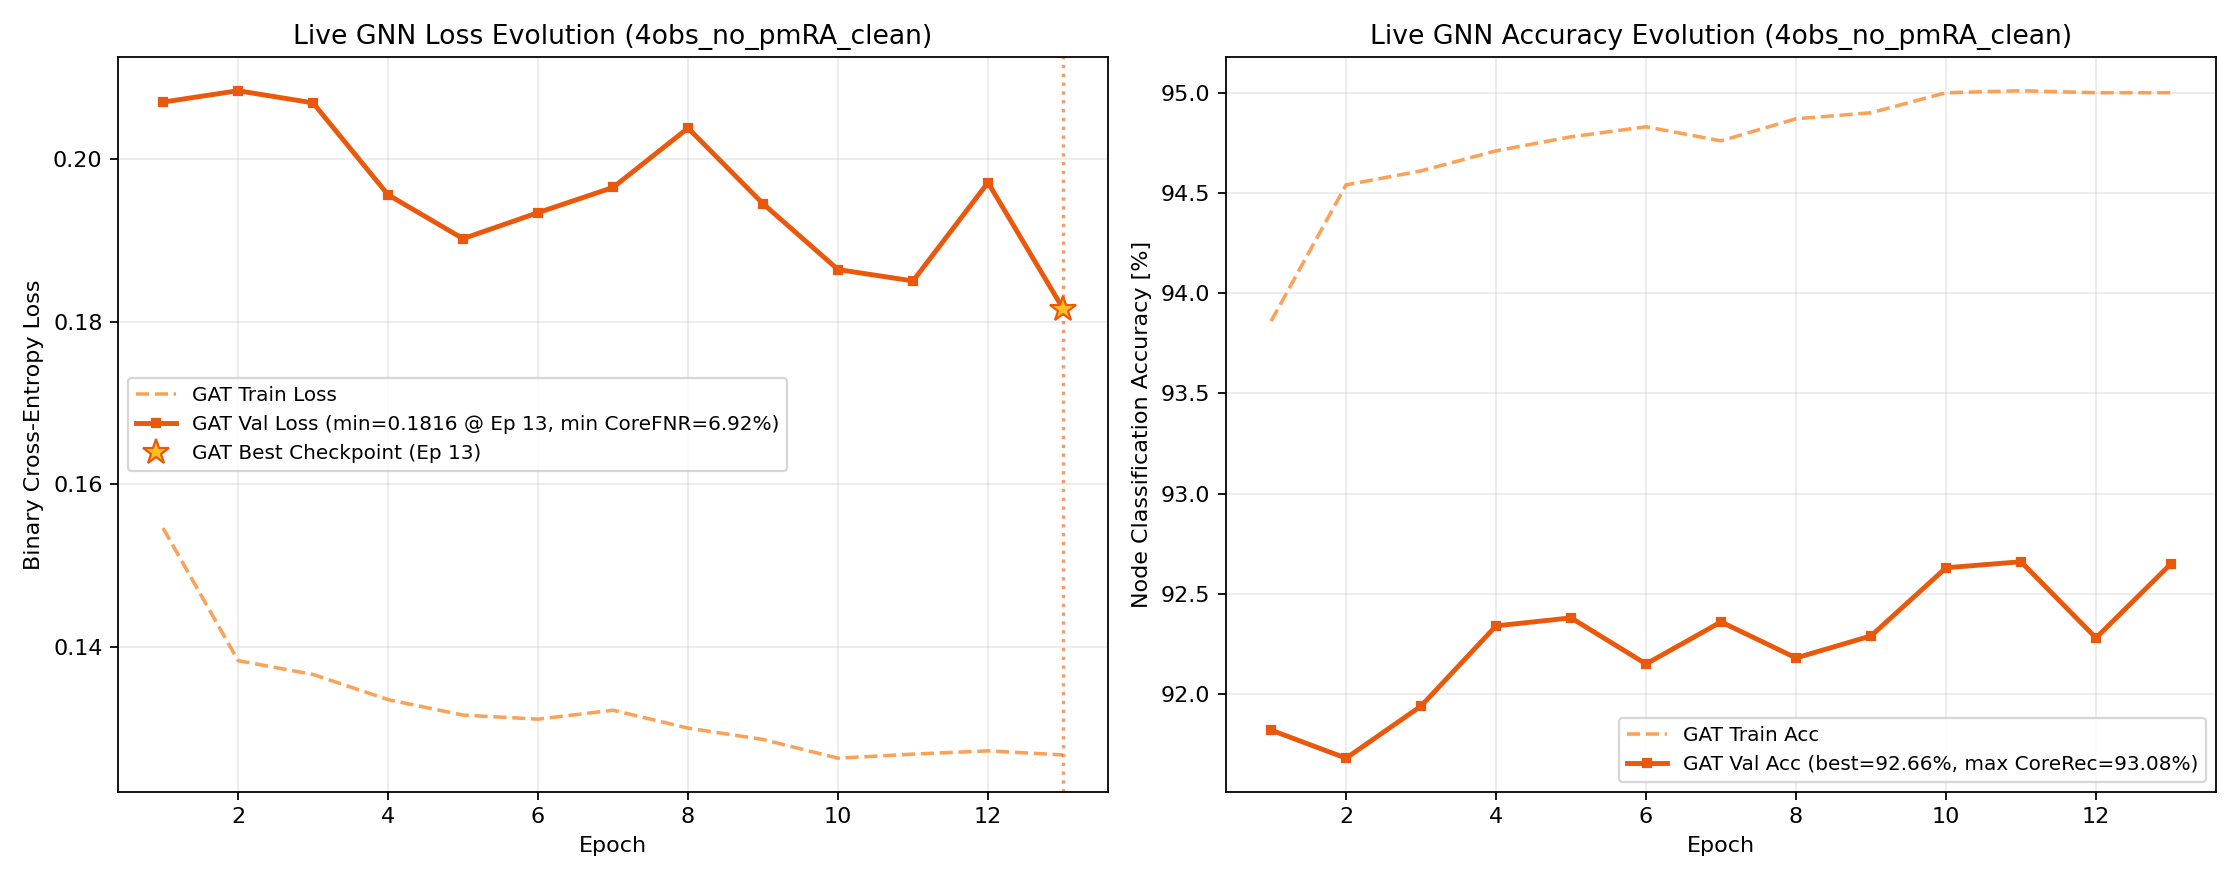 Live GNN Loss Evolution (4obs_no_pmRA_clean)
Binary Cross-Entropy Loss
0.20
0.18
0.16
0.14
GAT Train Loss
GAT Val Loss (min=0.1816 @ Ep 13, min CoreFNR=6.92%)
GAT Best Checkpoint (Ep 13)
2 4 6 8 10 12
Epoch
Live GNN Accuracy Evolution (4obs_no_pmRA_clean)
Node Classification Accuracy [%]
95.0
94.5
94.0
93.5
93.0
92.5
92.0
GAT Train Acc
GAT Val Acc (best=92.66%, max CoreRec=93.08%)
2 4 6 8 10 12
Epoch